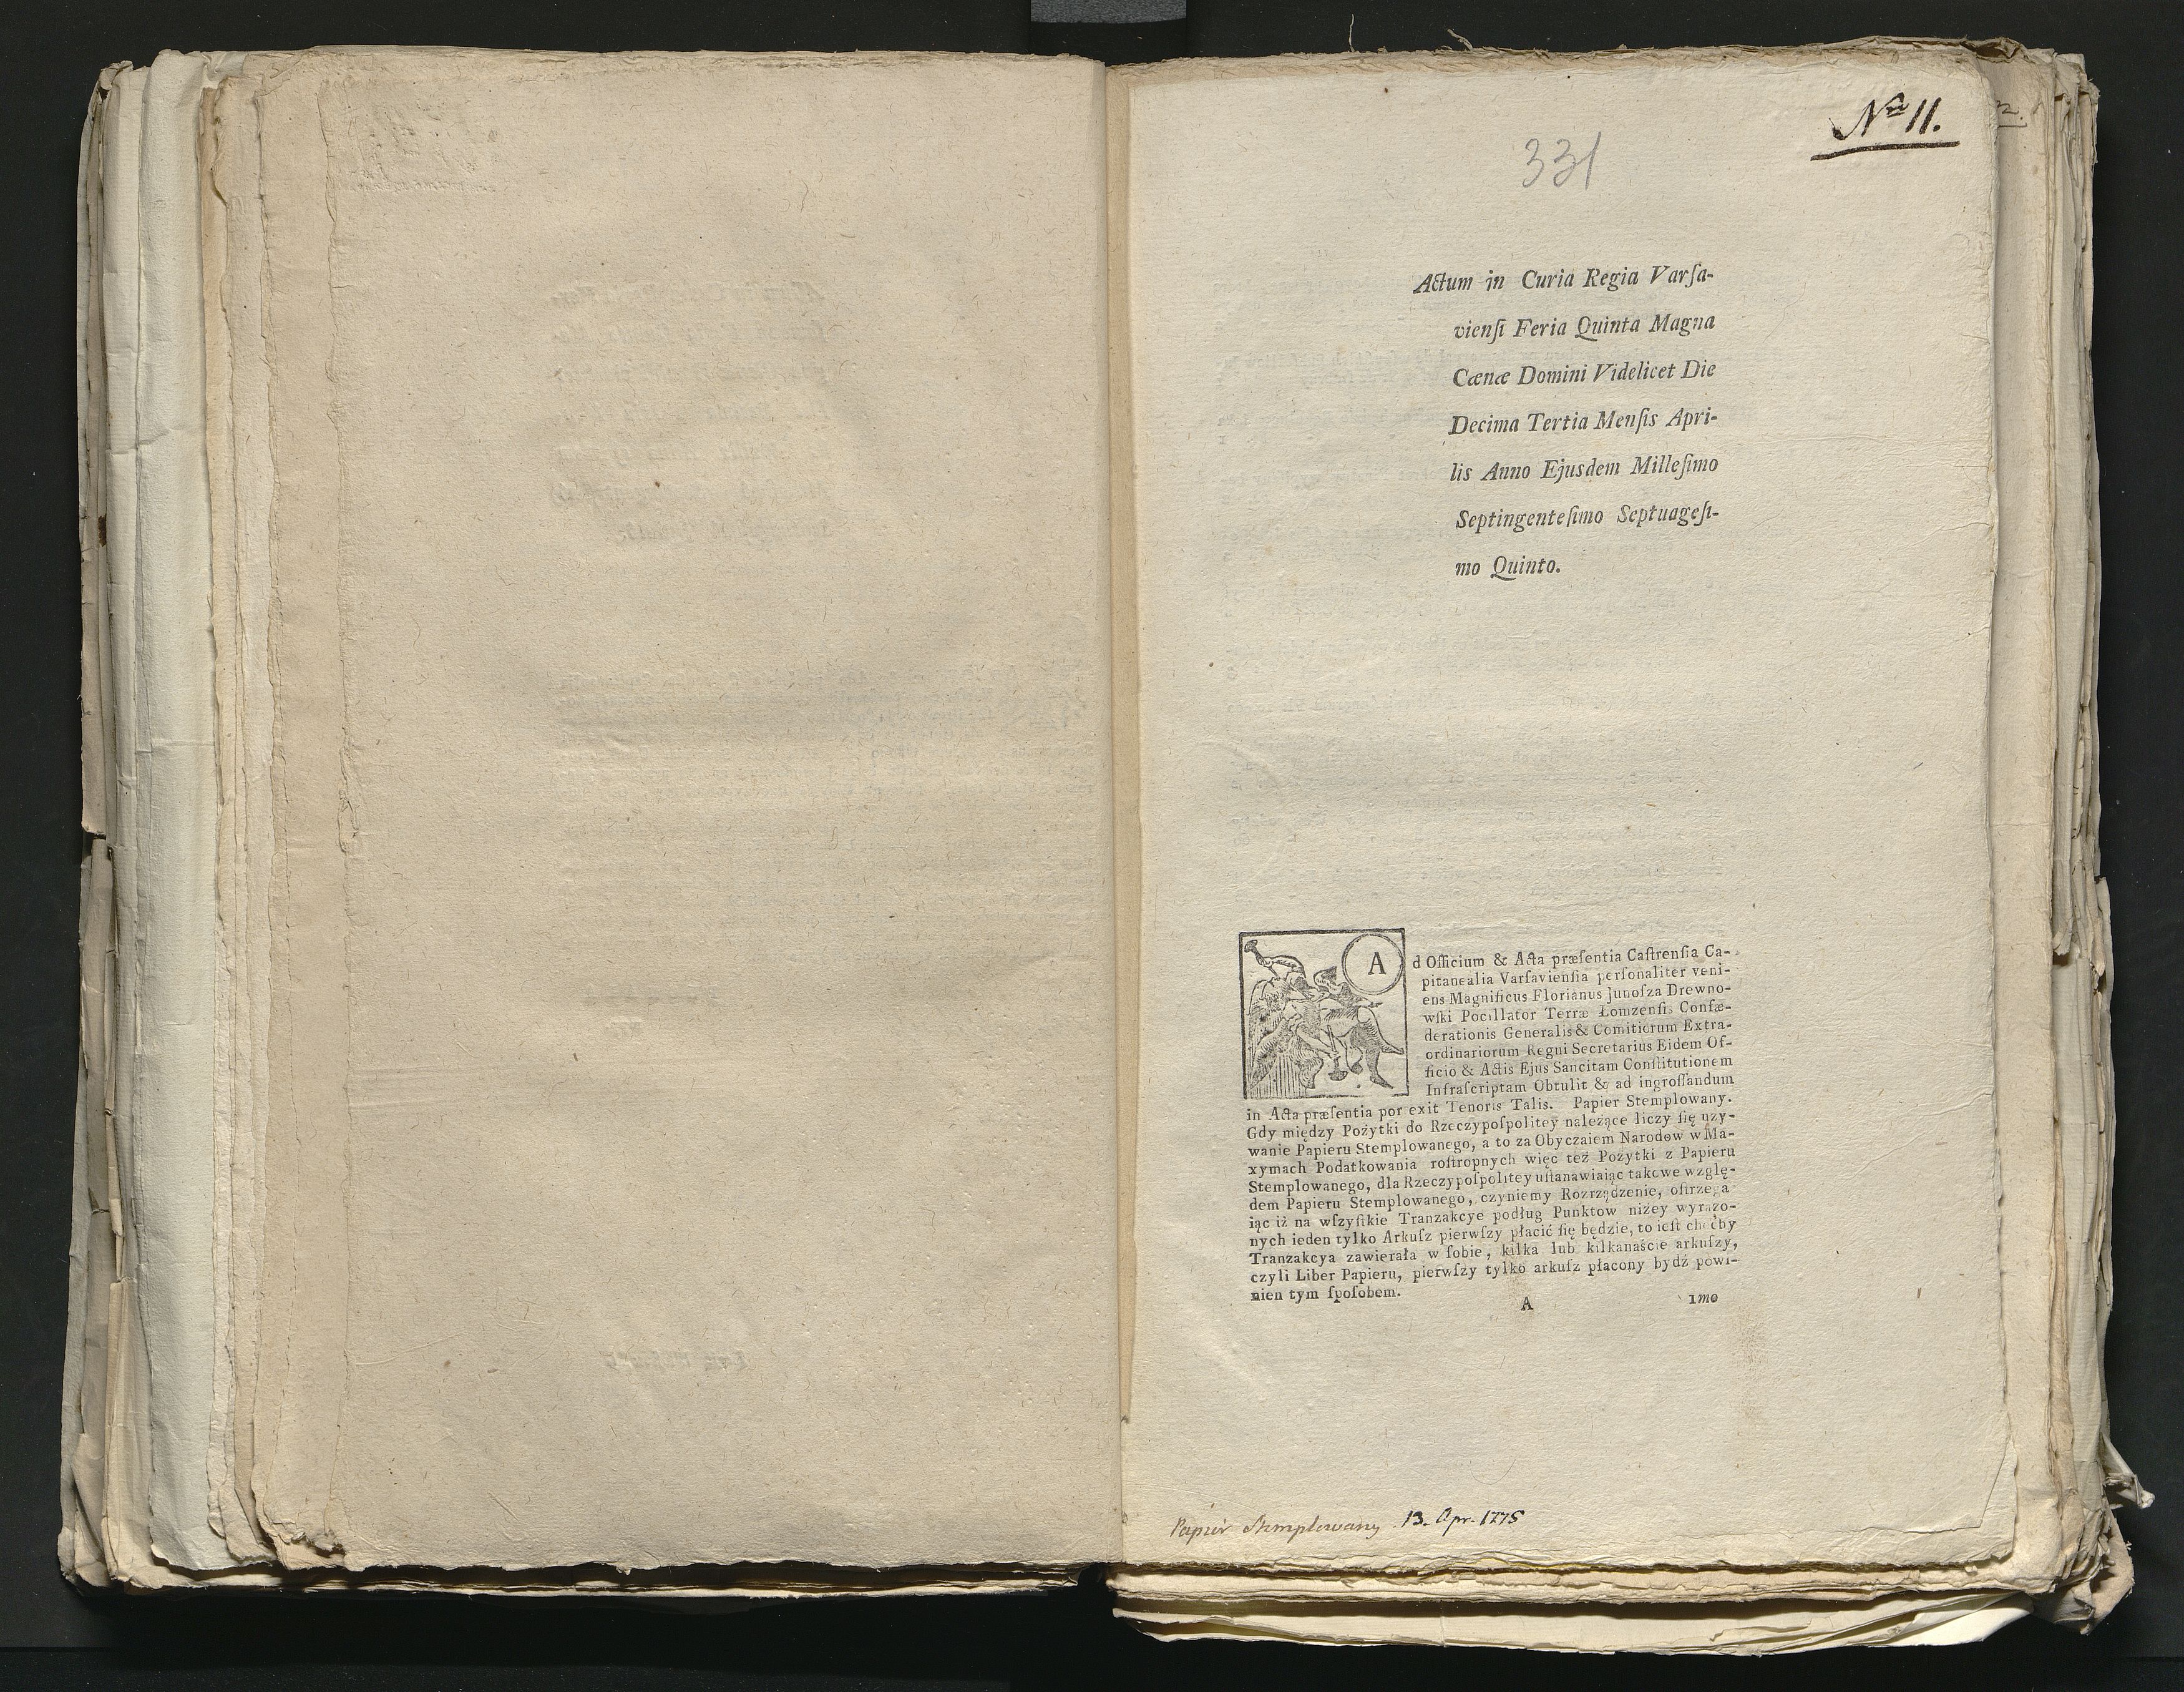 Nro 11.
331
Actum in Curia Regia Varſa-
vienſi Feria Quinta Magna
Cœnæ Domini Videlicet Die
Decima Tertia Menſis Apri-
lis Anno Ejusdem Milleſimo
Septingenteſimo Septuageſi-
mo Quinto.
Ad Officium & Acta præſentia Caſtrenſia Ca-
pitanealia Varſavienſia perſonaliter veni-
ens Magnificus Florianus Junoſza Drewno-
wſki Pocillator Terræ Łomzenſis Confæ-
derationis Generalis & Comitiorum Extra-
ordinariorum Regni Secretarius Eidem Of-
ficio & Actis Ejus Sancitam Conſtitutionem
Infraſcriptam Obtulit & ad ingroſſandum
in Acta præſentia por exit Tenoris Talis. Papier Stemplowany.
Gdy między Pożytki do Rzeczypoſpolitey należące liczy ſię uży-
wanie Papieru Stemplowanego, a to za Obyczaiem Narodow w Ma-
xymach Podatkowania roſtropnych więc też Pożytki z Papieru
Stemplowanego, dla Rzeczypoſpolitey uſtanawiaiąc takowe wzglę-
dem Papieru Stemplowanego, czyniemy Rozrządzenie, oſtrzega-
iąc iż na wſzyſtkie Tranzakcye podług Punktow niżey wyrażo-
nych ieden tylko Arkuſz pierwſzy płacić ſię będzie, to ieſt choćby
Tranzakcya zawierała w ſobie, kilka lub kilkanaście arkuſzy,
czyli Liber Papieru, pierwſzy tylko arkuſz płacony bydź powi-
nien tym ſpoſobem.
A 1mo
Papier Stemplowany. 13. Apr. 1775